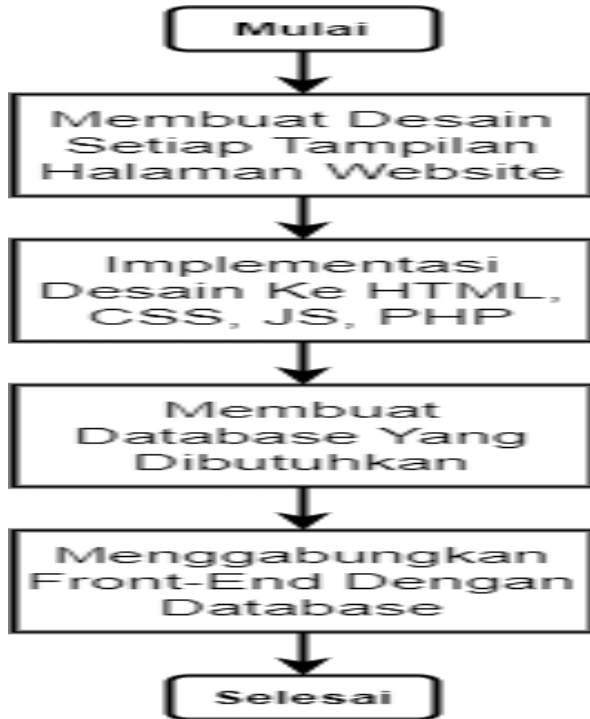 Mulai
Membuat Desain
Setiap Tampilan
Halaman Website
Implementasi
Desain Ke HTML,
CSS, JS, PHP
Membuat
Database Yang
Dibutuhkan
Menggabungkan
Front-End Dengan
Database
Selesai